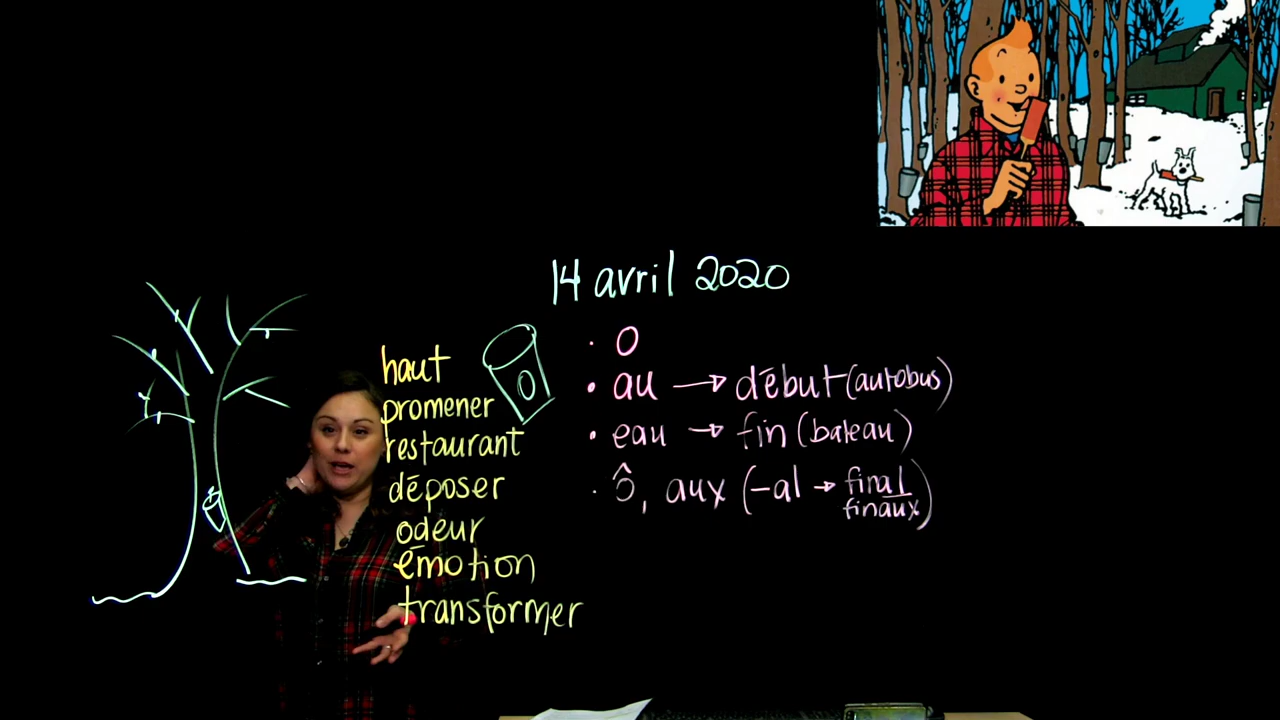 14 avril 2020
haut
promener
restaurant
déposer
odeur
émotion
transformer
O
· O
• au → début (autobus)
• eau → fin (bateau)
· ô, aux (-al → final
finaux)